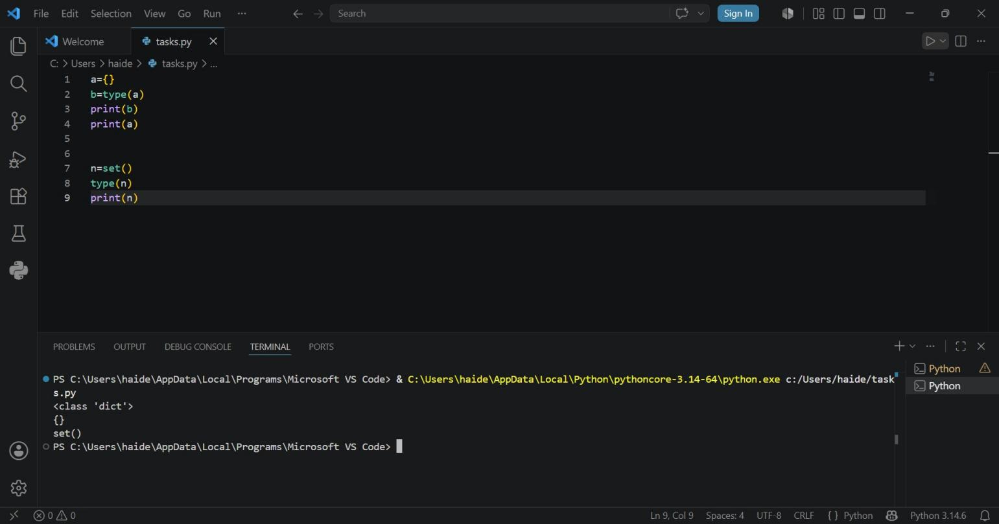 File Edit Selection View Go Run ··· Search Sign In
Welcome tasks.py
C: > Users > haide > tasks.py > ...
1 a={}
2 b=type(a)
3 print(b)
4 print(a)
5
6
7 n=set()
8 type(n)
9 print(n)
PROBLEMS OUTPUT DEBUG CONSOLE TERMINAL PORTS
PS C:\Users\haide\AppData\Local\Programs\Microsoft VS Code> & C:\Users\haide\AppData\Local\Python\pythoncore-3.14-64\python.exe c:/Users/haide/task
s.py
<class 'dict'>
{}
set()
PS C:\Users\haide\AppData\Local\Programs\Microsoft VS Code>
Python
Python
0 0 Ln 9, Col 9 Spaces: 4 UTF-8 CRLF { } Python Python 3.14.6